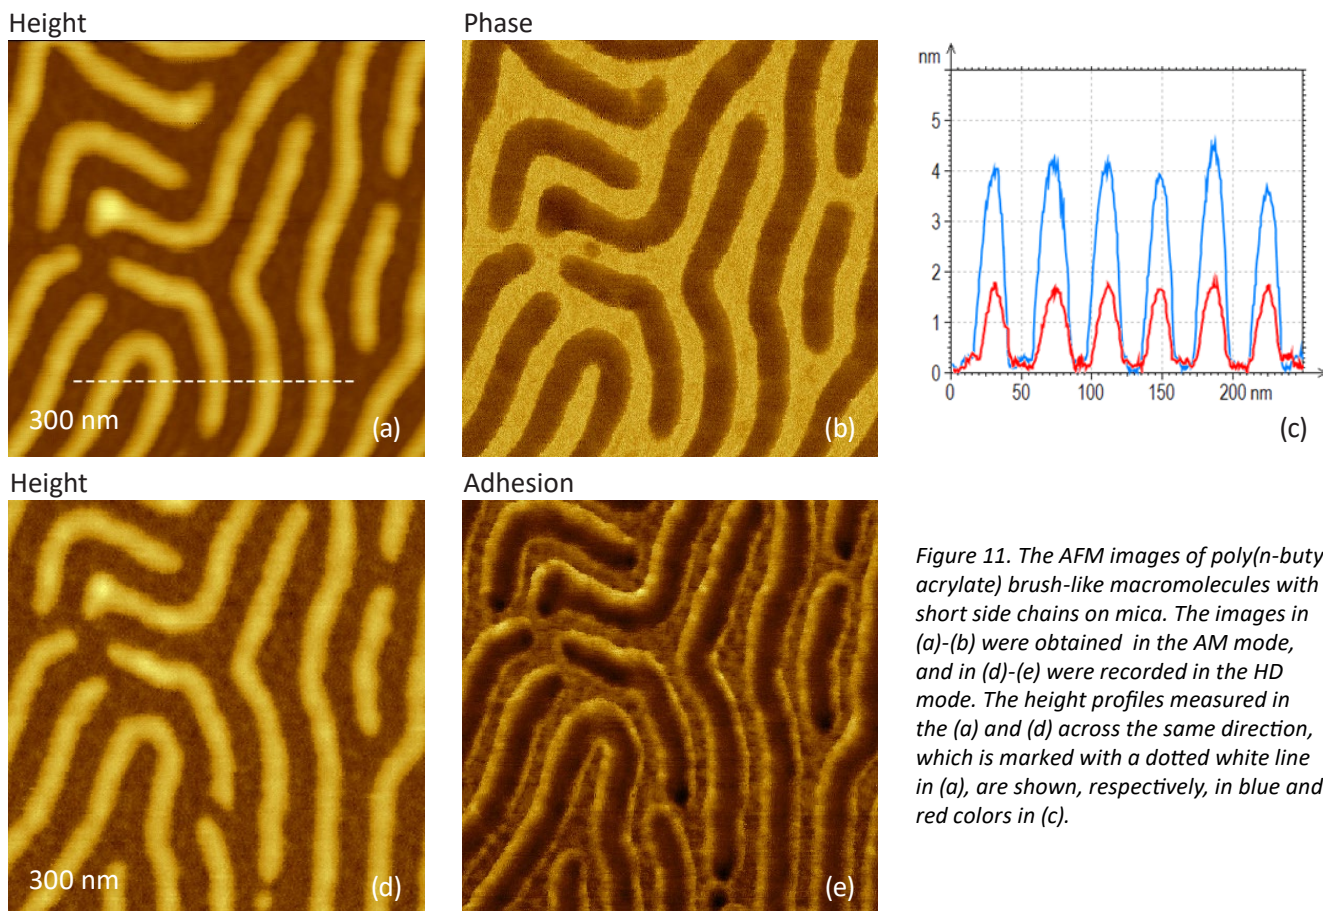 Height
Phase
nm
5
4
3
2
1
0
0 50 100 150 200 nm
300 nm
(a)
(b)
(c)
Height
Adhesion
300 nm
(d)
(e)
Figure 11. The AFM images of poly(n-buty
acrylate) brush-like macromolecules with
short side chains on mica. The images in
(a)-(b) were obtained in the AM mode,
and in (d)-(e) were recorded in the HD
mode. The height profiles measured in
the (a) and (d) across the same direction,
which is marked with a dotted white line
in (a), are shown, respectively, in blue and
red colors in (c).